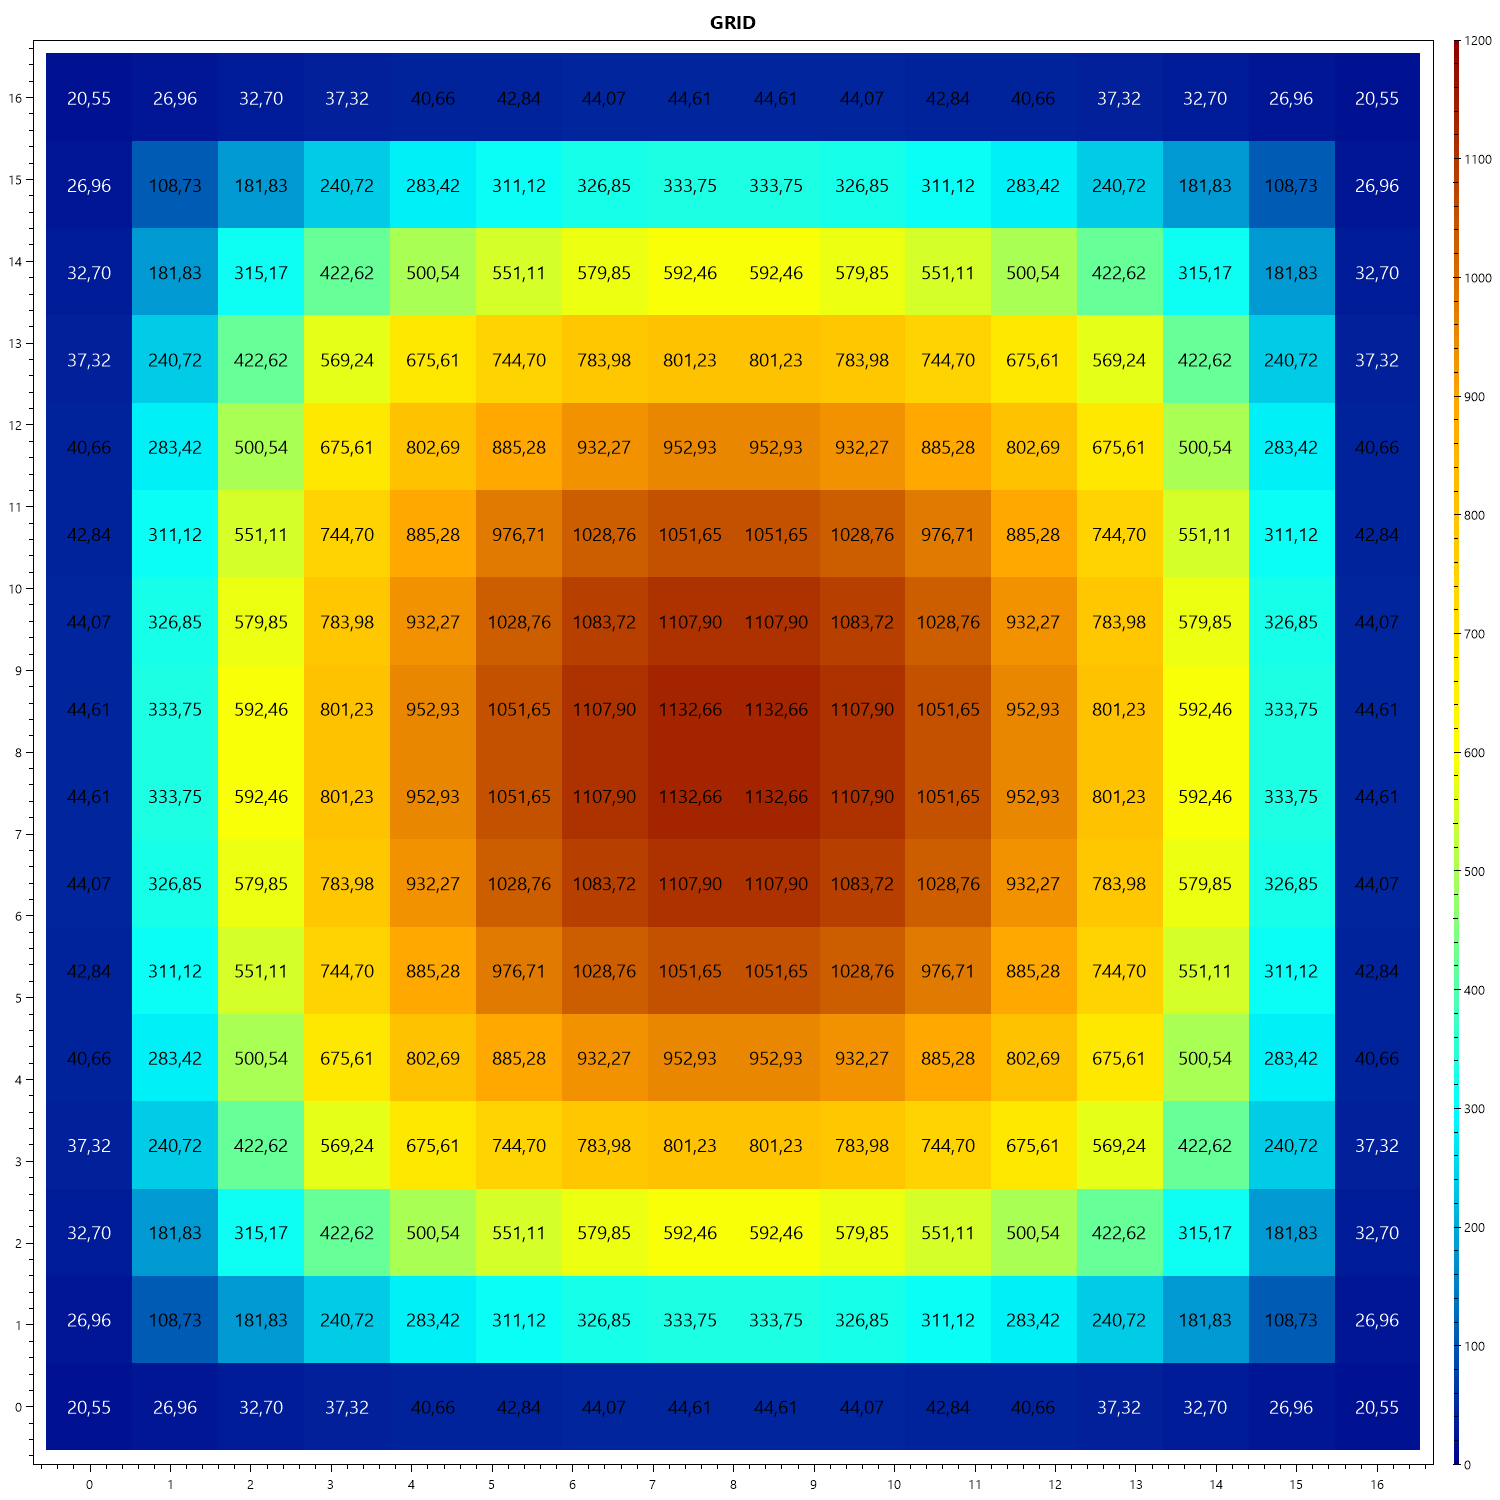 GRID
1200
16 20,55 26,96 32,70 37,32 40,66 42,84 44,07 44,61 44,61 44,07 42,84 40,66 37,32 32,70 26,96 20,55
1100
15 26,96 108,73 181,83 240,72 283,42 311,12 326,85 333,75 333,75 326,85 311,12 283,42 240,72 181,83 108,73 26,96
14 32,70 181,83 315,17 422,62 500,54 551,11 579,85 592,46 592,46 579,85 551,11 500,54 422,62 315,17 181,83 32,70
1000
13 37,32 240,72 422,62 569,24 675,61 744,70 783,98 801,23 801,23 783,98 744,70 675,61 569,24 422,62 240,72 37,32
900
12 40,66 283,42 500,54 675,61 802,69 885,28 932,27 952,93 952,93 932,27 885,28 802,69 675,61 500,54 283,42 40,66
11 42,84 311,12 551,11 744,70 885,28 976,71 1028,76 1051,65 1051,65 1028,76 976,71 885,28 744,70 551,11 311,12 42,84
800
10 44,07 326,85 579,85 783,98 932,27 1028,76 1083,72 1107,90 1107,90 1083,72 1028,76 932,27 783,98 579,85 326,85 44,07
700
9 44,61 333,75 592,46 801,23 952,93 1051,65 1107,90 1132,66 1132,66 1107,90 1051,65 952,93 801,23 592,46 333,75 44,61
8
600
44,61 333,75 592,46 801,23 952,93 1051,65 1107,90 1132,66 1132,66 1107,90 1051,65 952,93 801,23 592,46 333,75 44,61
7
500
44,07 326,85 579,85 783,98 932,27 1028,76 1083,72 1107,90 1107,90 1083,72 1028,76 932,27 783,98 579,85 326,85 44,07
6
42,84 311,12 551,11 744,70 885,28 976,71 1028,76 1051,65 1051,65 1028,76 976,71 885,28 744,70 551,11 311,12 42,84
5
400
40,66 283,42 500,54 675,61 802,69 885,28 932,27 952,93 952,93 932,27 885,28 802,69 675,61 500,54 283,42 40,66
4
300
37,32 240,72 422,62 569,24 675,61 744,70 783,98 801,23 801,23 783,98 744,70 675,61 569,24 422,62 240,72 37,32
3
200
32,70 181,83 315,17 422,62 500,54 551,11 579,85 592,46 592,46 579,85 551,11 500,54 422,62 315,17 181,83 32,70
2
1 26,96 108,73 181,83 240,72 283,42 311,12 326,85 333,75 333,75 326,85 311,12 283,42 240,72 181,83 108,73 26,96
100
0 20,55 26,96 32,70 37,32 40,66 42,84 44,07 44,61 44,61 44,07 42,84 40,66 37,32 32,70 26,96 20,55
0
0 1 2 3 4 5 6 7 8 9 10 11 12 13 14 15 16